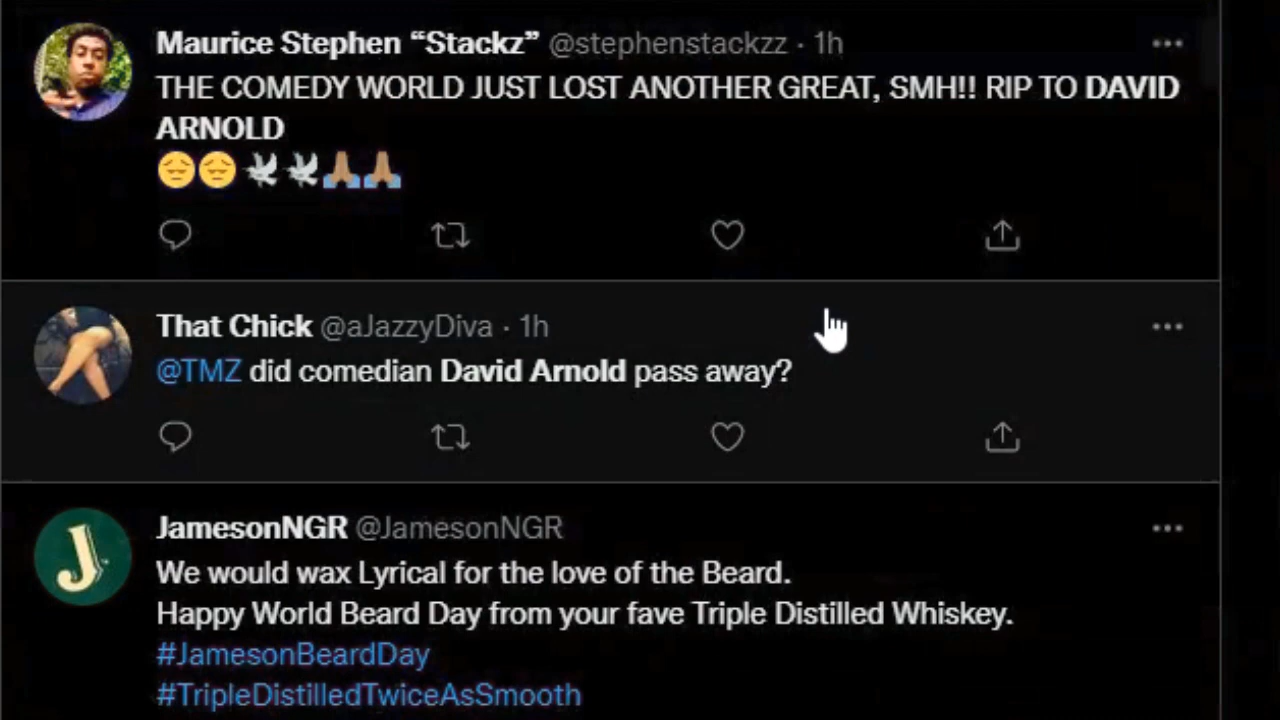 Maurice Stephen “Stackz” @stephenstackzz · 1h
THE COMEDY WORLD JUST LOST ANOTHER GREAT, SMH!! RIP TO DAVID
ARNOLD
😔😔🕊🕊🙏🏽🙏🏽
That Chick @aJazzyDiva · 1h
@TMZ did comedian David Arnold pass away?
J
JamesonNGR @JamesonNGR
We would wax Lyrical for the love of the Beard.
Happy World Beard Day from your fave Triple Distilled Whiskey.
#JamesonBeardDay
#TripleDistilledTwiceAsSmooth